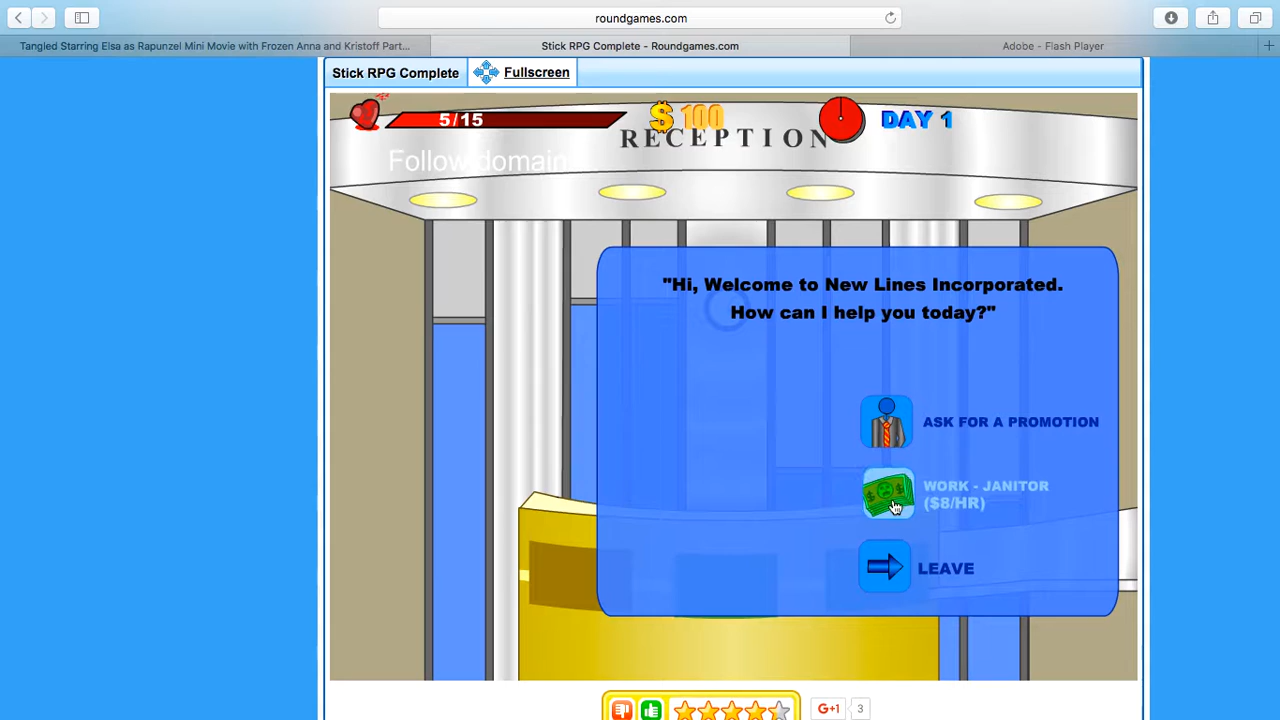 roundgames.com
Tangled Starring Elsa as Rapunzel Mini Movie with Frozen Anna and Kristoff Part...
Stick RPG Complete - Roundgames.com
Adobe - Flash Player
Stick RPG Complete
Fullscreen
5/15
$ 100
DAY 1
RECEPTION
Follow domain
"Hi, Welcome to New Lines Incorporated.
How can I help you today?"
ASK FOR A PROMOTION
WORK - JANITOR
($8/HR)
LEAVE
G+1
3